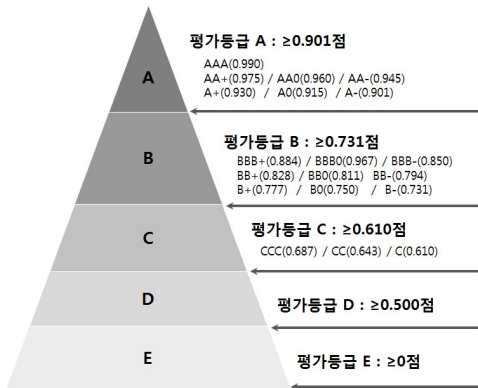 평가등급 A : ≥0.901점
AAA(0.990)
AA+(0.975) / AA0(0.960) / AA-(0.945)
A+(0.930) / A0(0.915) / A-(0.901)
A
평가등급 B : ≥0.731점
BBB+(0.884) / BBB0(0.967) / BBB-(0.850)
BB+(0.828) / BB0(0.811) BB-(0.794)
B+(0.777) / B0(0.750) / B-(0.731)
B
평가등급 C : ≥0.610점
CCC(0.687) / CC(0.643) / C(0.610)
C
평가등급 D : ≥0.500점
D
평가등급 E : ≥0점
E